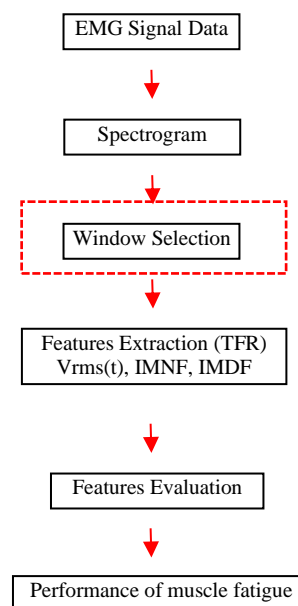 EMG Signal Data
Spectrogram
Window Selection
Features Extraction (TFR)
Vrms(t), IMNF, IMDF
Features Evaluation
Performance of muscle fatigue